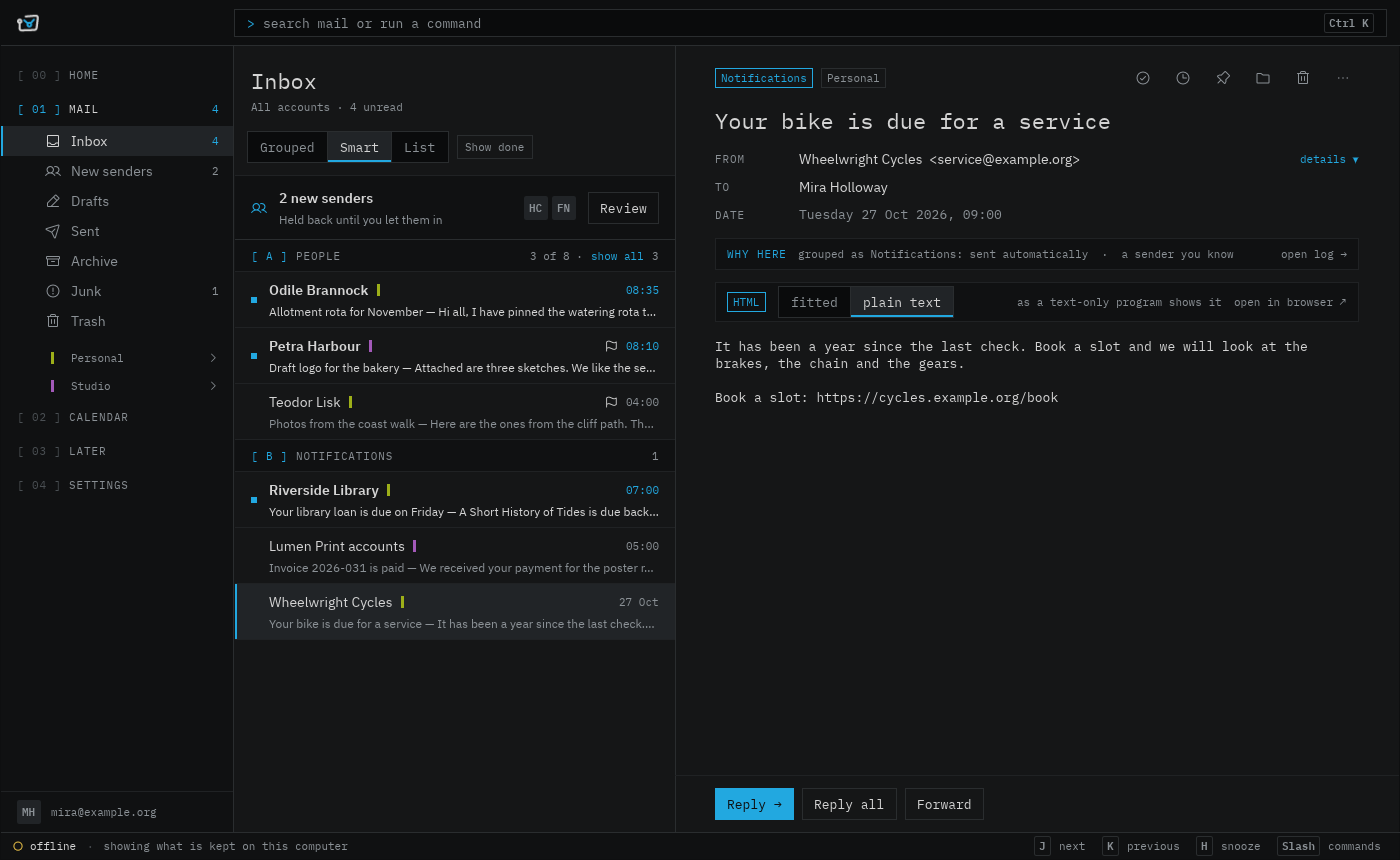 > search mail or run a command
Ctrl K
[ 00 ] HOME
[ 01 ] MAIL 4
Inbox 4
New senders 2
Drafts
Sent
Archive
Junk 1
Trash
Personal
Studio
[ 02 ] CALENDAR
[ 03 ] LATER
[ 04 ] SETTINGS
MH mira@example.org
Inbox
All accounts · 4 unread
Grouped Smart List Show done
2 new senders
Held back until you let them in
HC FN Review
[ A ] PEOPLE 3 of 8 · show all 3
Odile Brannock 08:35
Allotment rota for November — Hi all, I have pinned the watering rota t…
Petra Harbour 08:10
Draft logo for the bakery — Attached are three sketches. We like the se…
Teodor Lisk 04:00
Photos from the coast walk — Here are the ones from the cliff path. Th…
[ B ] NOTIFICATIONS 1
Riverside Library 07:00
Your library loan is due on Friday — A Short History of Tides is due back…
Lumen Print accounts 05:00
Invoice 2026-031 is paid — We received your payment for the poster r…
Wheelwright Cycles 27 Oct
Your bike is due for a service — It has been a year since the last check.…
Notifications Personal
Your bike is due for a service
FROM Wheelwright Cycles <service@example.org> details ▾
TO Mira Holloway
DATE Tuesday 27 Oct 2026, 09:00
WHY HERE grouped as Notifications: sent automatically · a sender you know open log →
HTML fitted plain text as a text-only program shows it open in browser ↗
It has been a year since the last check. Book a slot and we will look at the
brakes, the chain and the gears.
Book a slot: https://cycles.example.org/book
Reply → Reply all Forward
offline · showing what is kept on this computer
J next K previous H snooze Slash commands